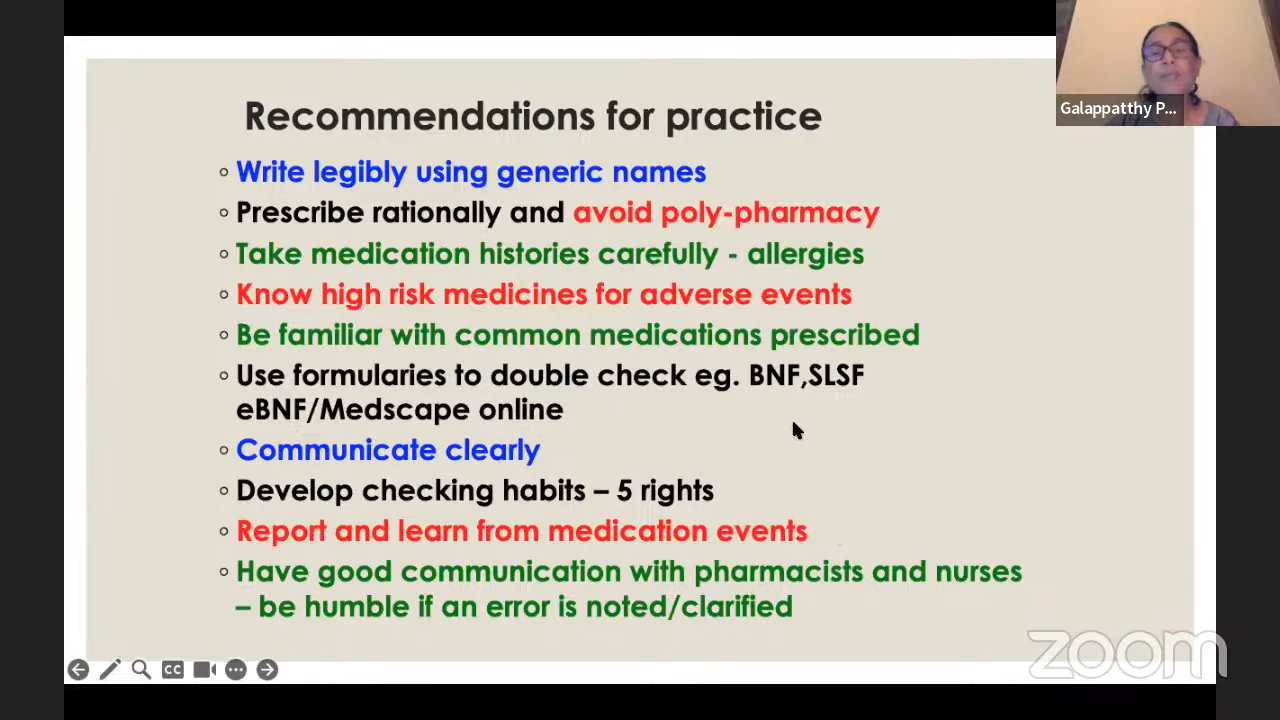 Recommendations for practice
Write legibly using generic names
Prescribe rationally and avoid poly-pharmacy
Take medication histories carefully - allergies
Know high risk medicines for adverse events
Be familiar with common medications prescribed
Use formularies to double check eg. BNF,SLSF
eBNF/Medscape online
Communicate clearly
Develop checking habits – 5 rights
Report and learn from medication events
Have good communication with pharmacists and nurses
– be humble if an error is noted/clarified
Galappatthy P...
CC
zoom